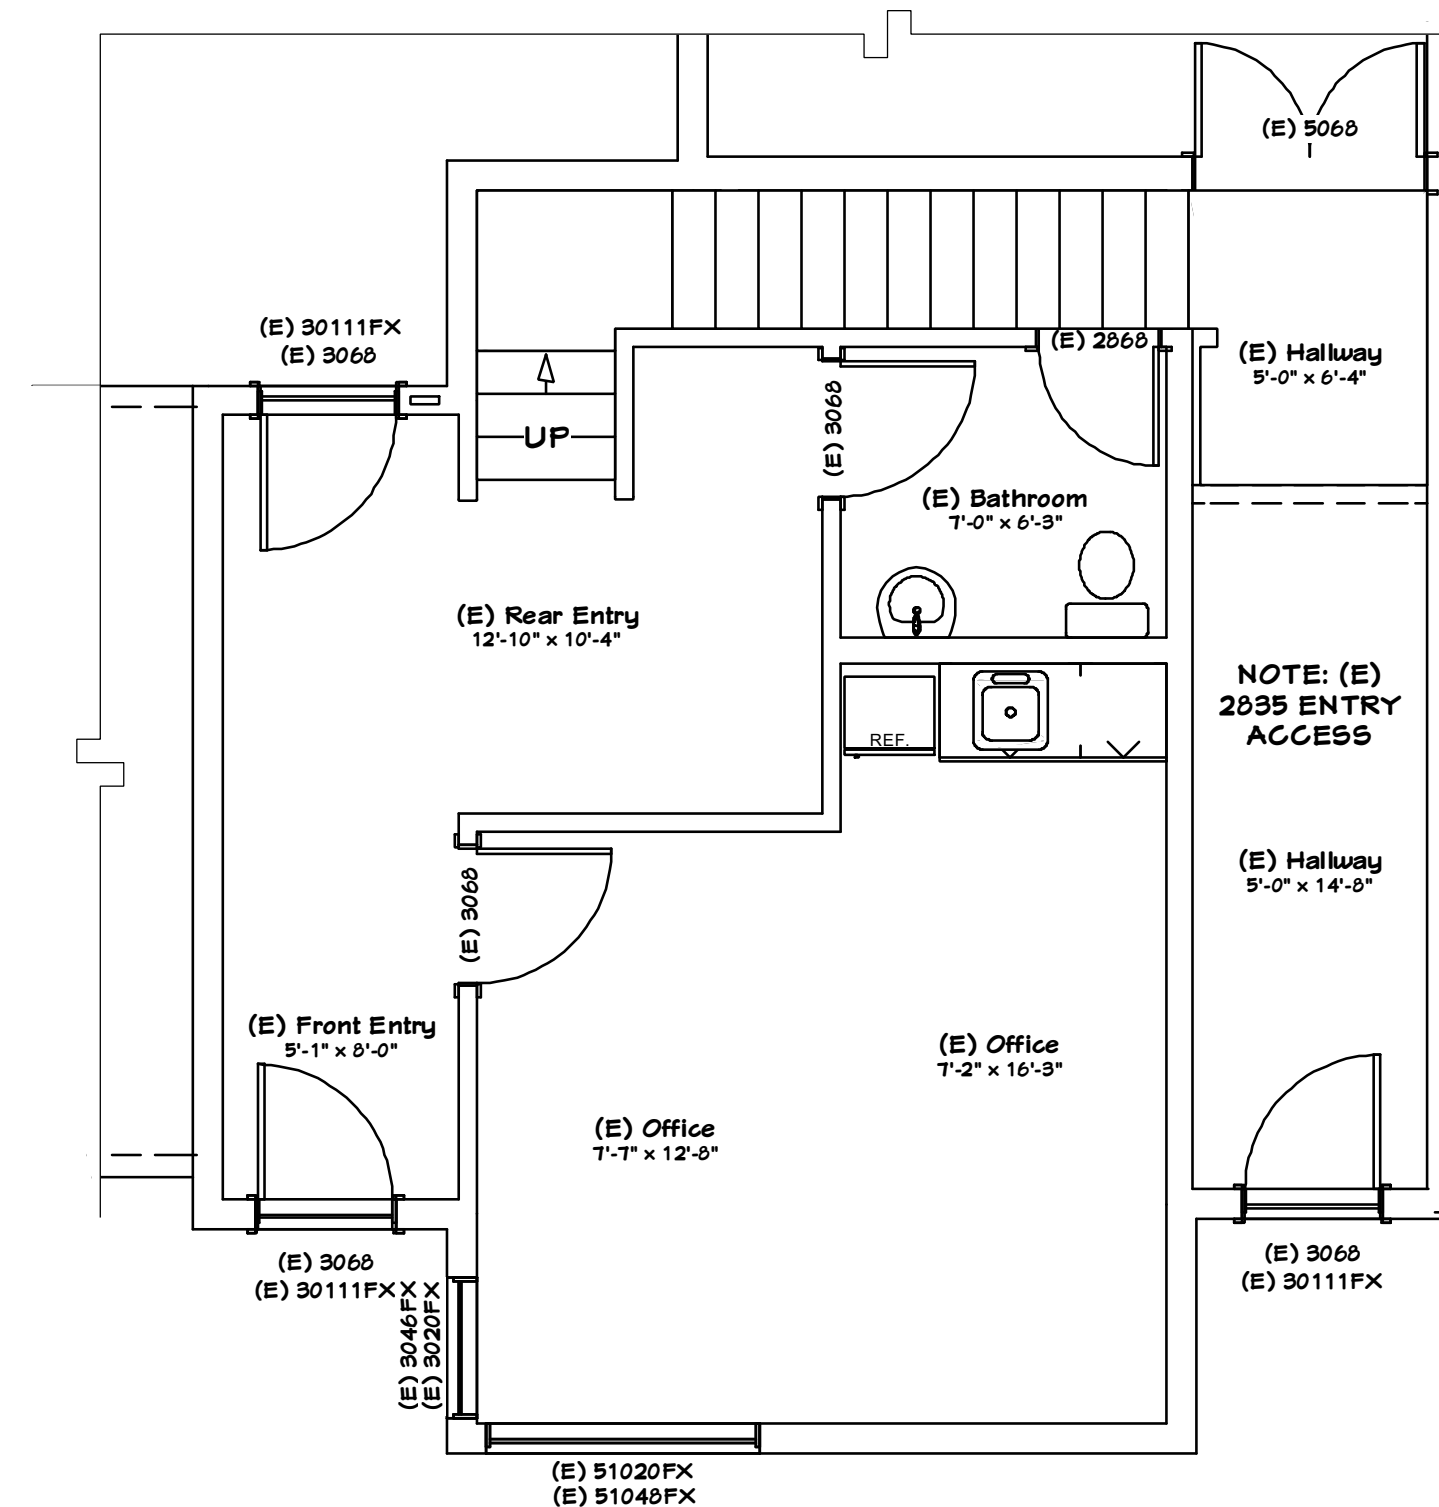 (E) 5068
(E) 30111FX
(E) 3068
(E) 2868
(E) Hallway
5'-0" x 6'-4"
(E) 3068
UP
(E) Bathroom
7'-0" x 6'-3"
(E) Rear Entry
12'-10" x 10'-4"
NOTE: (E)
2835 ENTRY
ACCESS
REF.
(E) Hallway
5'-0" x 14'-8"
(E) 3068
(E) Front Entry
5'-1" x 8'-0"
(E) Office
7'-2" x 16'-3"
(E) Office
7'-7" x 12'-8"
(E) 3068
(E) 30111FX
(E) 3046FX
(E) 3020FX
(E) 3068
(E) 30111FX
(E) 51020FX
(E) 51048FX